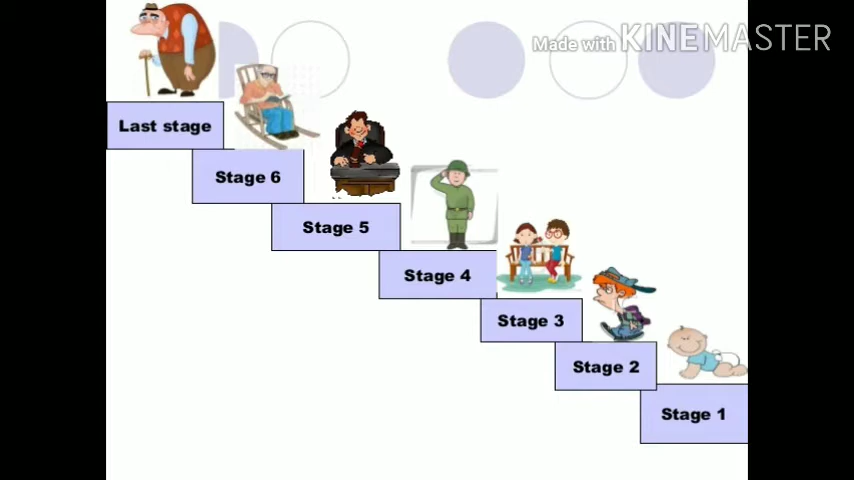 Made with KINEMASTER
Last stage
Stage 6
Stage 5
Stage 4
Stage 3
Stage 2
Stage 1